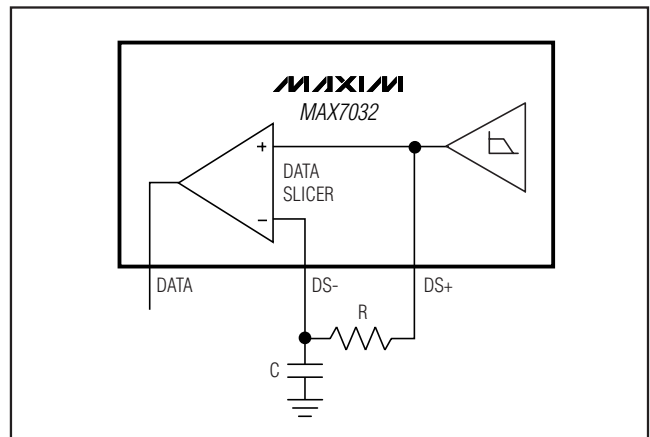 MAXIM
MAX7032
+
DATA
SLICER
−
DATA
DS-
DS+
R
C